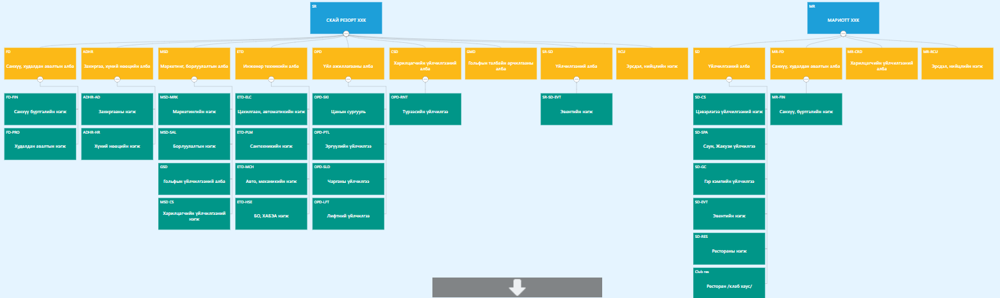 SR
СКАЙ РЕЗОРТ ХХК
MR
МАРИОТТ ХХК
FD
Санхүү, худалдан авалтын алба
ADHR
Захиргаа, хүний нөөцийн алба
MSD
Маркетинг, борлуулалтын алба
ETD
Инженер техникийн алба
OPD
Үйл ажиллагааны алба
CSD
Харилцагчийн үйлчилгээний
алба
GMD
Гольфын талбайн арчилгааны
алба
SR-SD
Үйлчилгээний алба
RCU
Эрсдэл, нийцлийн нэгж
SD
Үйлчилгээний алба
MR-FD
Санхүү, худалдан авалтын алба
MR-CRD
Харилцагчийн үйлчилгээний
алба
MR-RCU
Эрсдэл, нийцлийн нэгж
FD-FIN
Санхүү бүртгэлийн нэгж
ADHR-AD
Захиргааны нэгж
MSD-MRK
Маркетингийн нэгж
ETD-ELC
Цахилгаан, автоматикийн нэгж
OPD-SKI
Цанын сургууль
OPD-RNT
Түрээсийн үйлчилгээ
SR-SD-EVT
Эвентийн нэгж
SD-CS
Цэвэрлэгээ үйлчилгээний нэгж
MR-FIN
Санхүү, бүртгэлийн нэгж
FD-PRO
Худалдан авалтын нэгж
ADHR-HR
Хүний нөөцийн нэгж
MSD-SAL
Борлуулалтын нэгж
ETD-PLM
Сантехникийн нэгж
OPD-PTL
Эргүүлийн үйлчилгээ
SD-SPA
Саун, Жакузи үйлчилгээ
GSD
Гольфын үйлчилгээний алба
ETD-MCH
Авто, механикийн нэгж
OPD-SLD
Чарганы үйлчилгээ
SD-GC
Гэр кэмпийн үйлчилгээ
MSD CS
Харилцагчийн үйлчилгээний
нэгж
ETD-HSE
БО, ХАБЭА нэгж
OPD-LFT
Лифтний үйлчилгээ
SD-EVT
Эвентийн нэгж
SD-RES
Рестораны нэгж
Club res
Ресторан /клаб хаус/